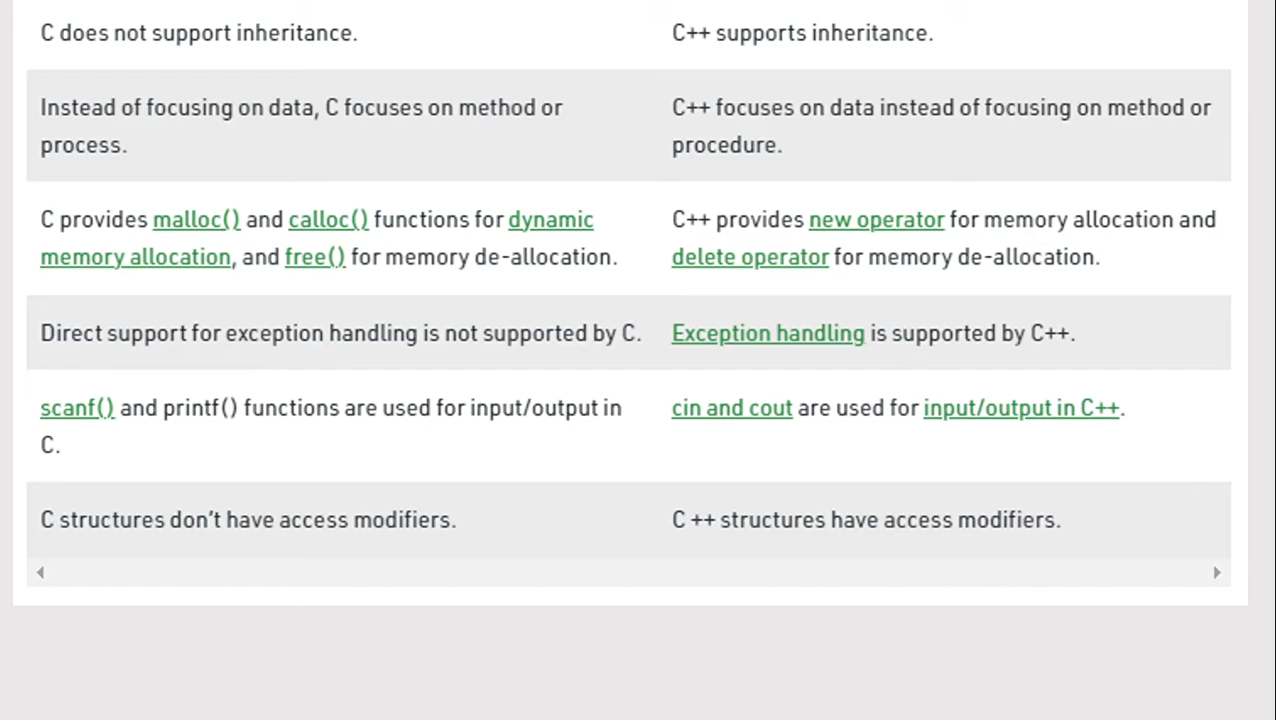 C does not support inheritance.
C++ supports inheritance.
Instead of focusing on data, C focuses on method or
process.
C++ focuses on data instead of focusing on method or
procedure.
C provides malloc() and calloc() functions for dynamic
memory allocation, and free() for memory de-allocation.
C++ provides new operator for memory allocation and
delete operator for memory de-allocation.
Direct support for exception handling is not supported by C.
Exception handling is supported by C++.
scanf() and printf() functions are used for input/output in
C.
cin and cout are used for input/output in C++.
C structures don’t have access modifiers.
C ++ structures have access modifiers.